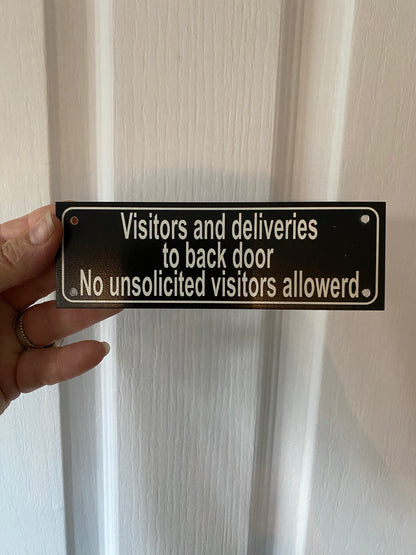 Visitors and deliveries
to back door
No unsolicited visitors allowerd